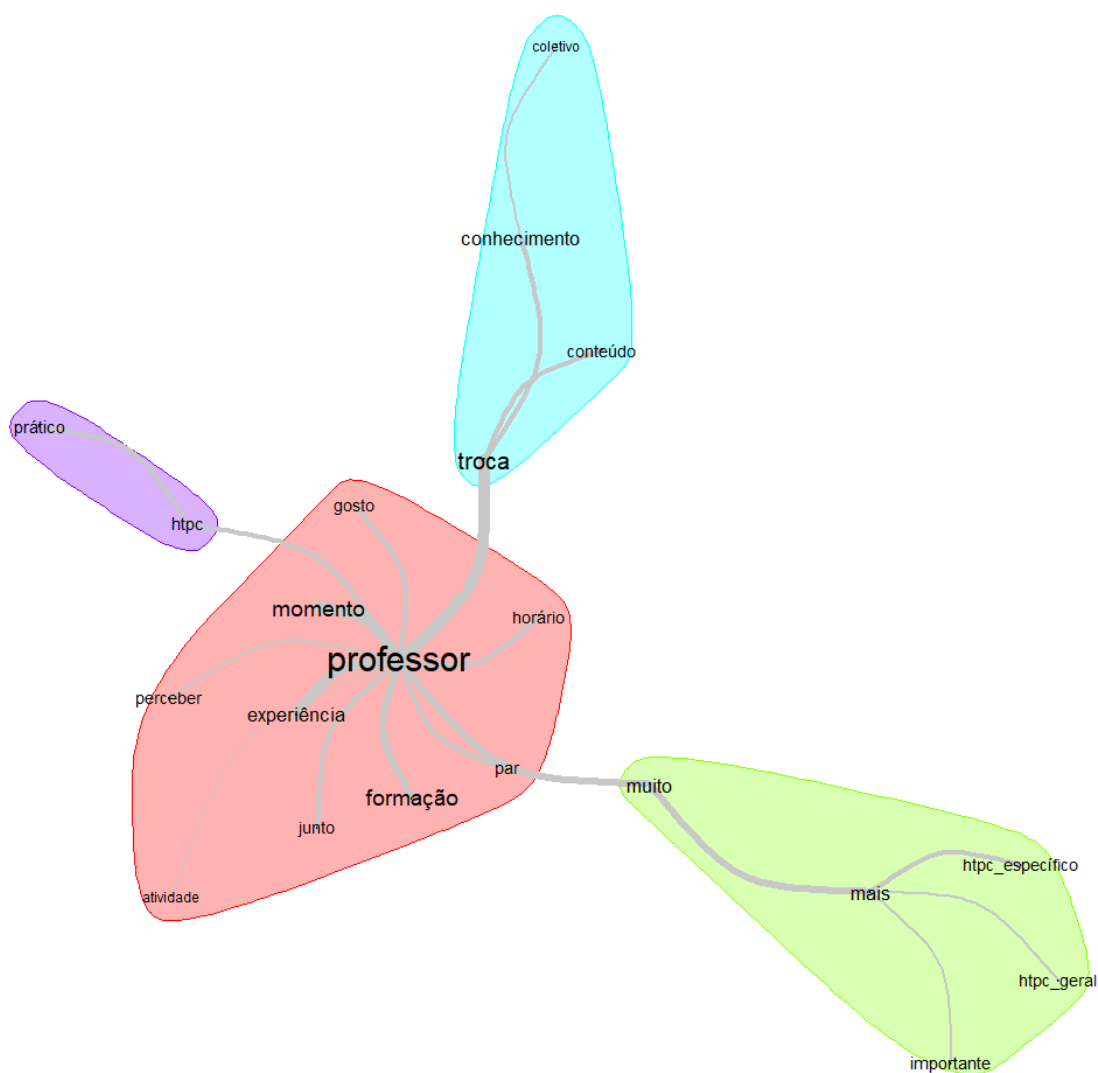 coletivo
conhecimento
conteúdo
prático
troca
gosto
htpc
momento
horário
professor
perceber
experiência
par
muito
formação
junto
htpc_específico
mais
atividade
htpc_geral
importante